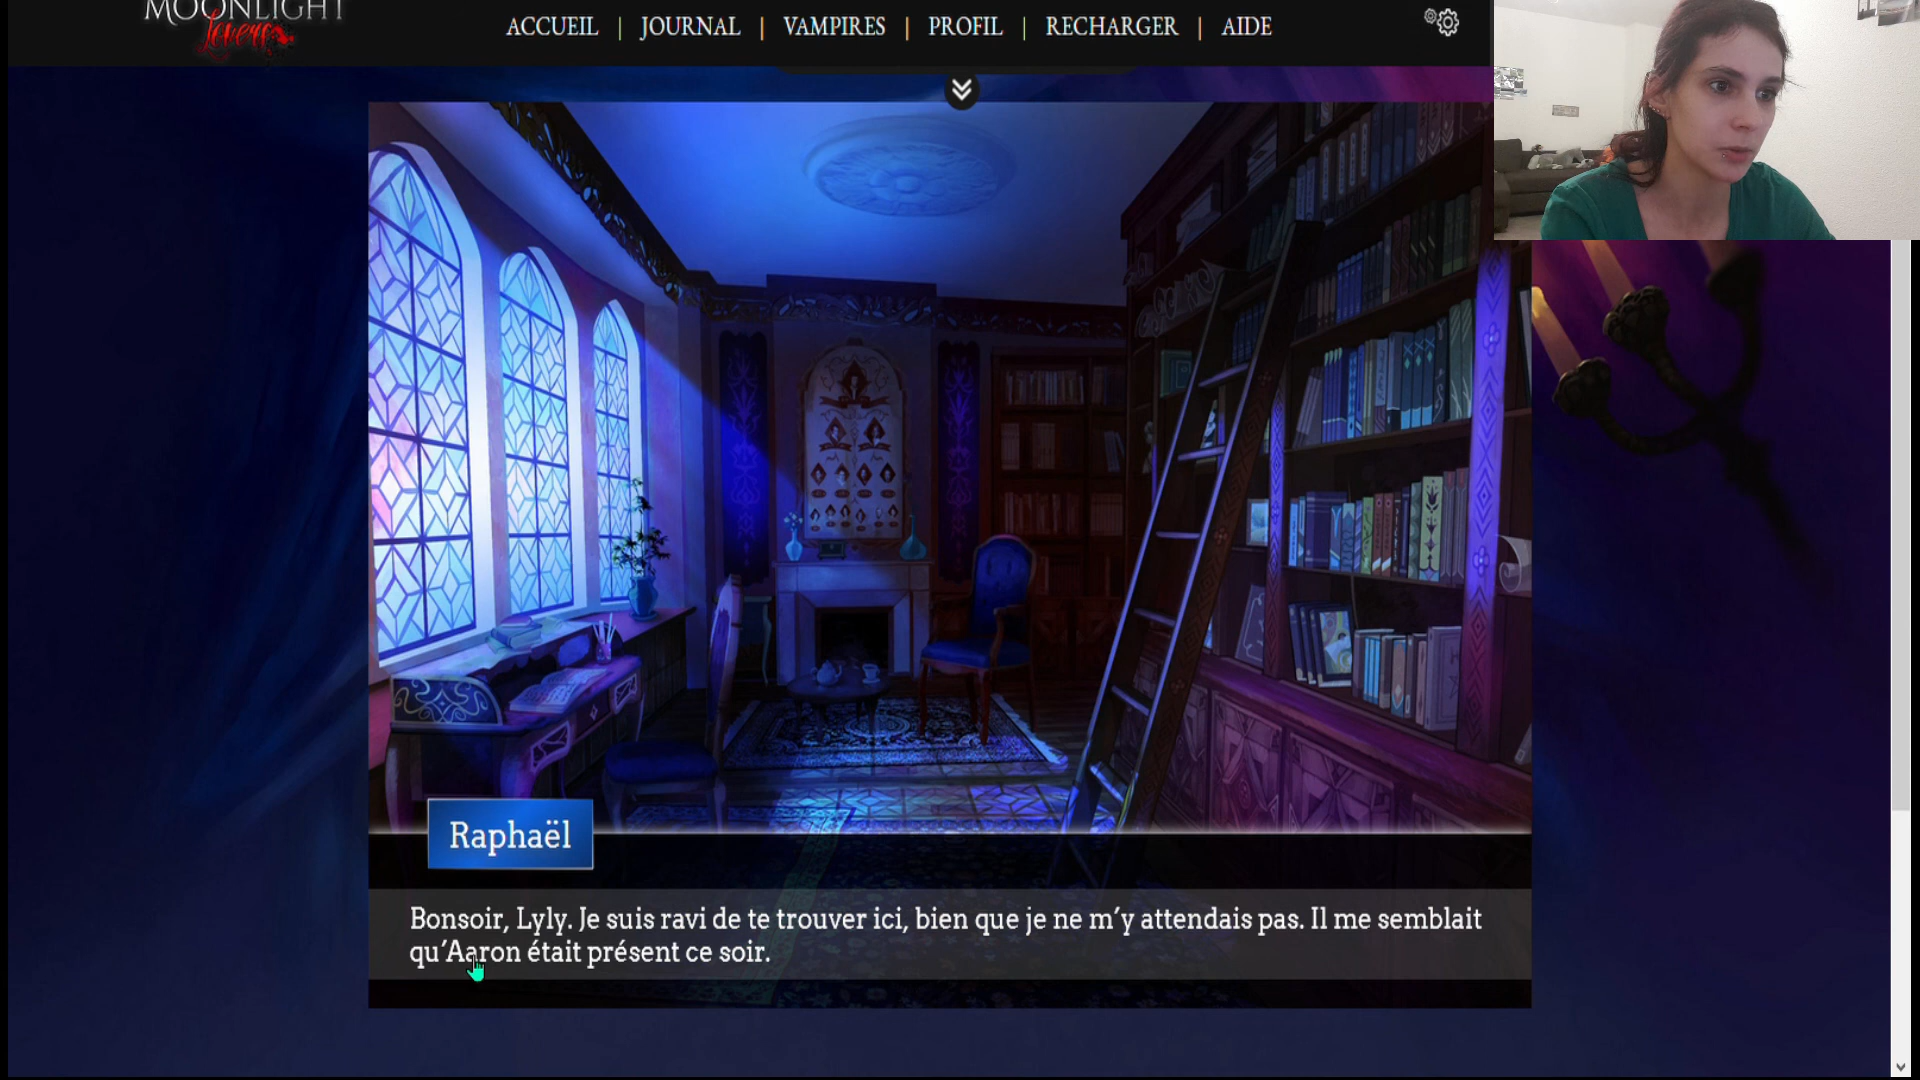 MOONLIGHT
Lovers
ACCUEIL | JOURNAL | VAMPIRES | PROFIL | RECHARGER | AIDE
Raphaël
Bonsoir, Lyly. Je suis ravi de te trouver ici, bien que je ne m'y attendais pas. Il me semblait
qu'Aaron était présent ce soir.